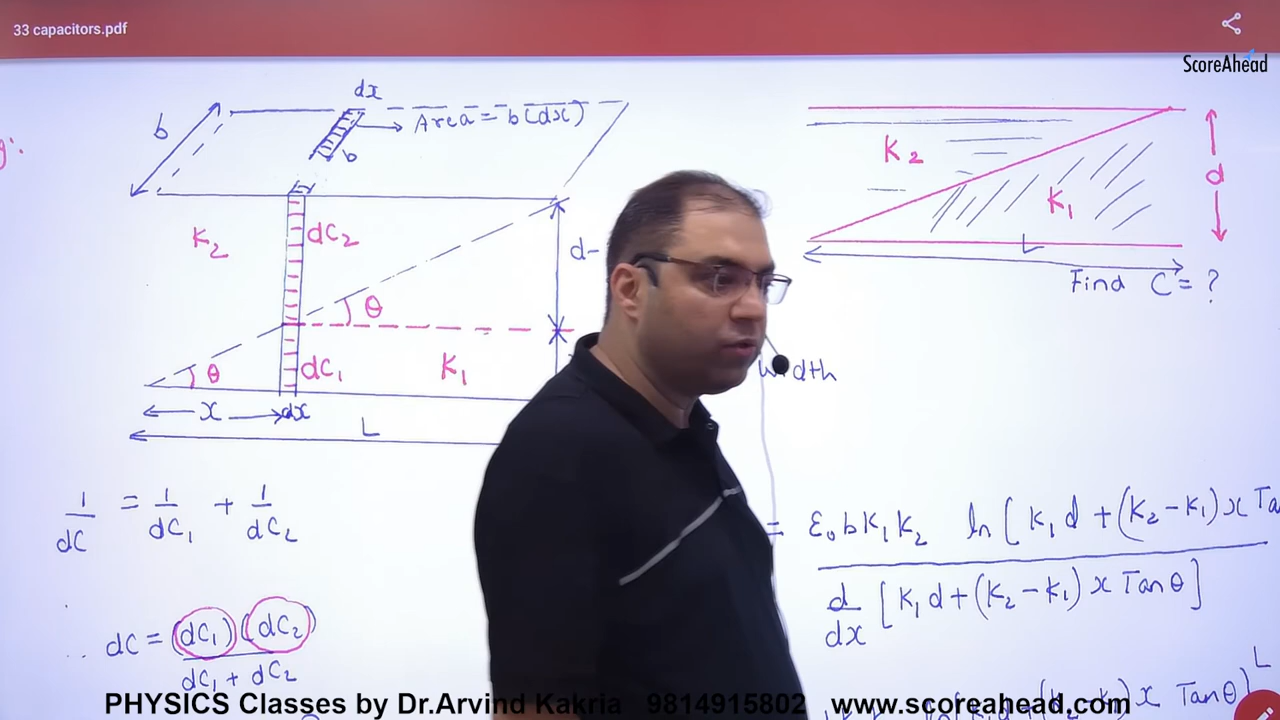 33 capacitors.pdf
ScoreAhead
dx
b
Area = b(dx)
b
K2
dC2
d-
θ
θ
dC1
K1
x
dx
L
K2
K1
d
L
Find C = ?
width
1/dC = 1/dC1 + 1/dC2
= ε0 b K1 K2 ln [ K1 d + (K2 - K1) x Ta
d/dx [ K1 d + (K2 - K1) x Tan θ ]
∴ dC = (dC1) (dC2) / dC1 + dC2
x Tan θ) L
PHYSICS Classes by Dr.Arvind Kakria 9814915802 www.scoreahead.com